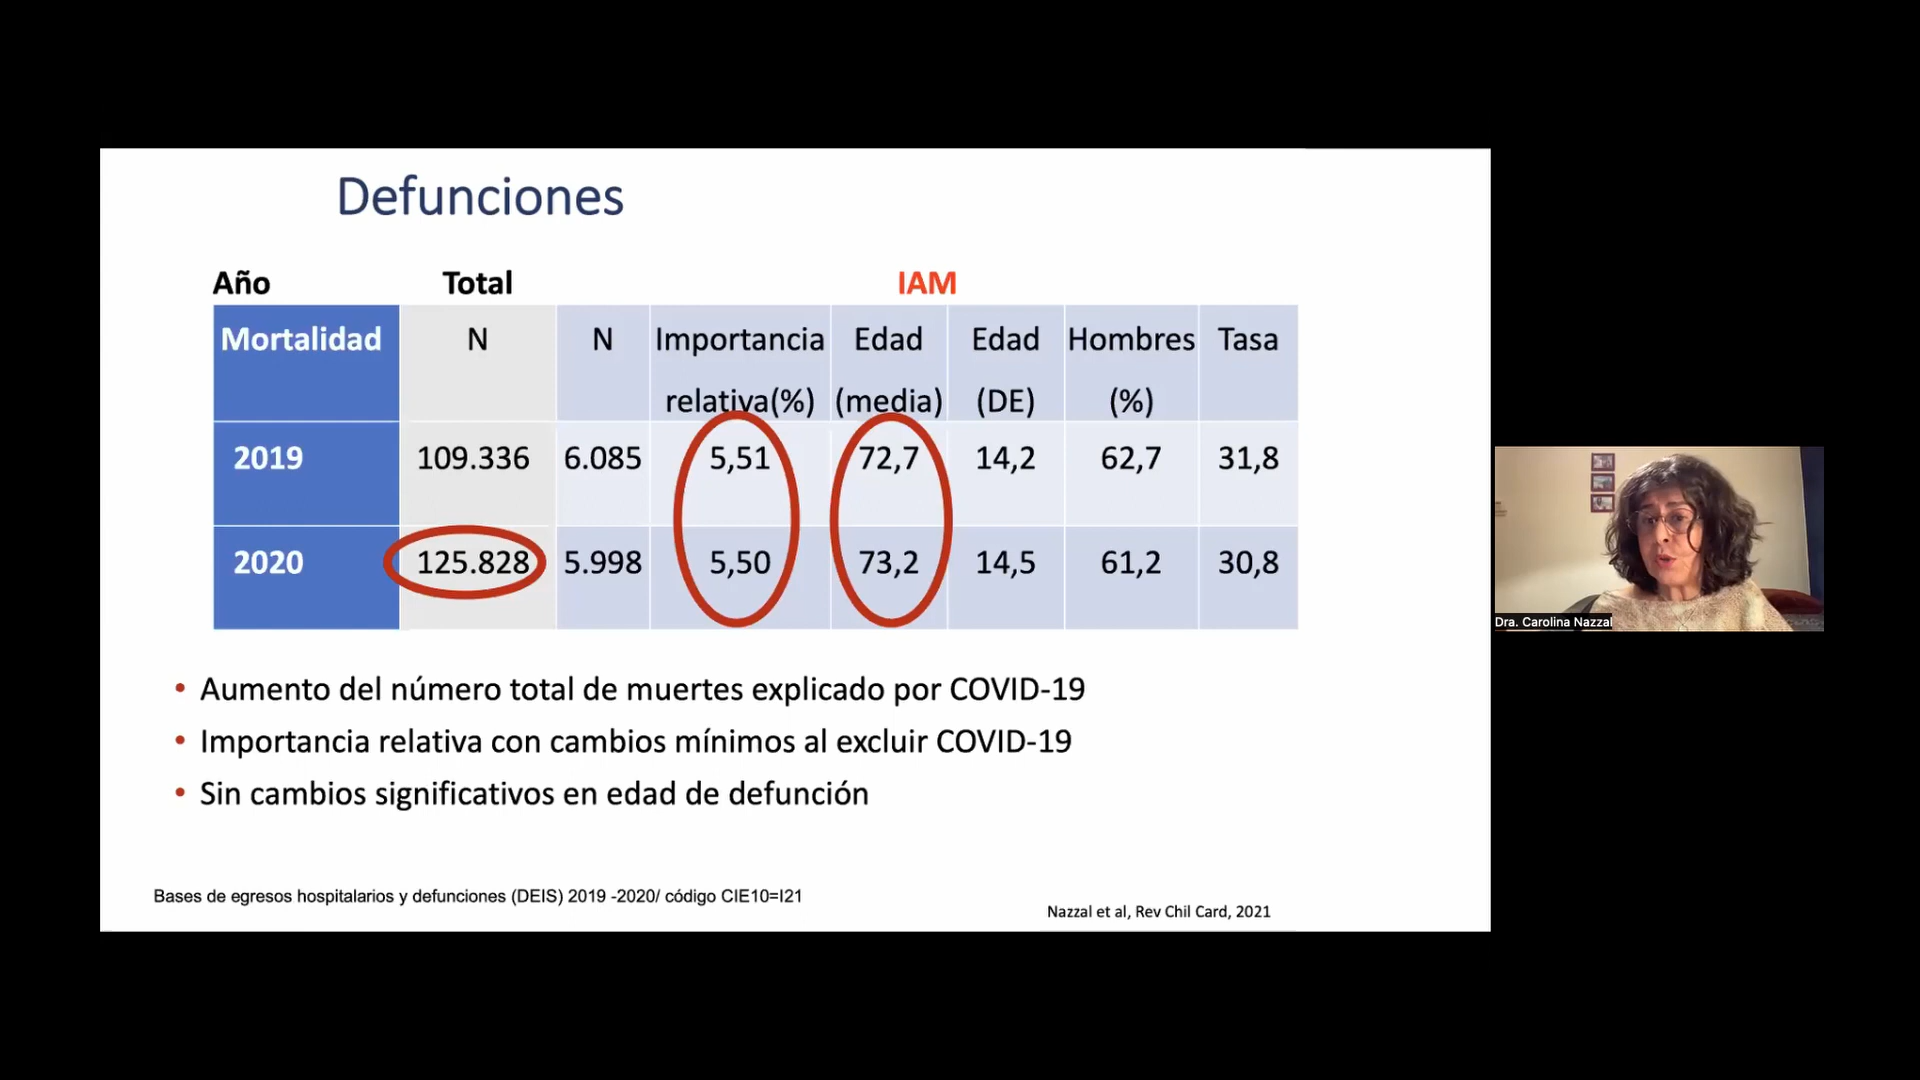 Defunciones
Año Total IAM
Mortalidad N N Importancia relativa(%) Edad (media) Edad (DE) Hombres (%) Tasa
2019 109.336 6.085 5,51 72,7 14,2 62,7 31,8
2020 125.828 5.998 5,50 73,2 14,5 61,2 30,8
• Aumento del número total de muertes explicado por COVID-19
• Importancia relativa con cambios mínimos al excluir COVID-19
• Sin cambios significativos en edad de defunción
Bases de egresos hospitalarios y defunciones (DEIS) 2019 -2020/ código CIE10=I21
Nazzal et al, Rev Chil Card, 2021
Dra. Carolina Nazzal